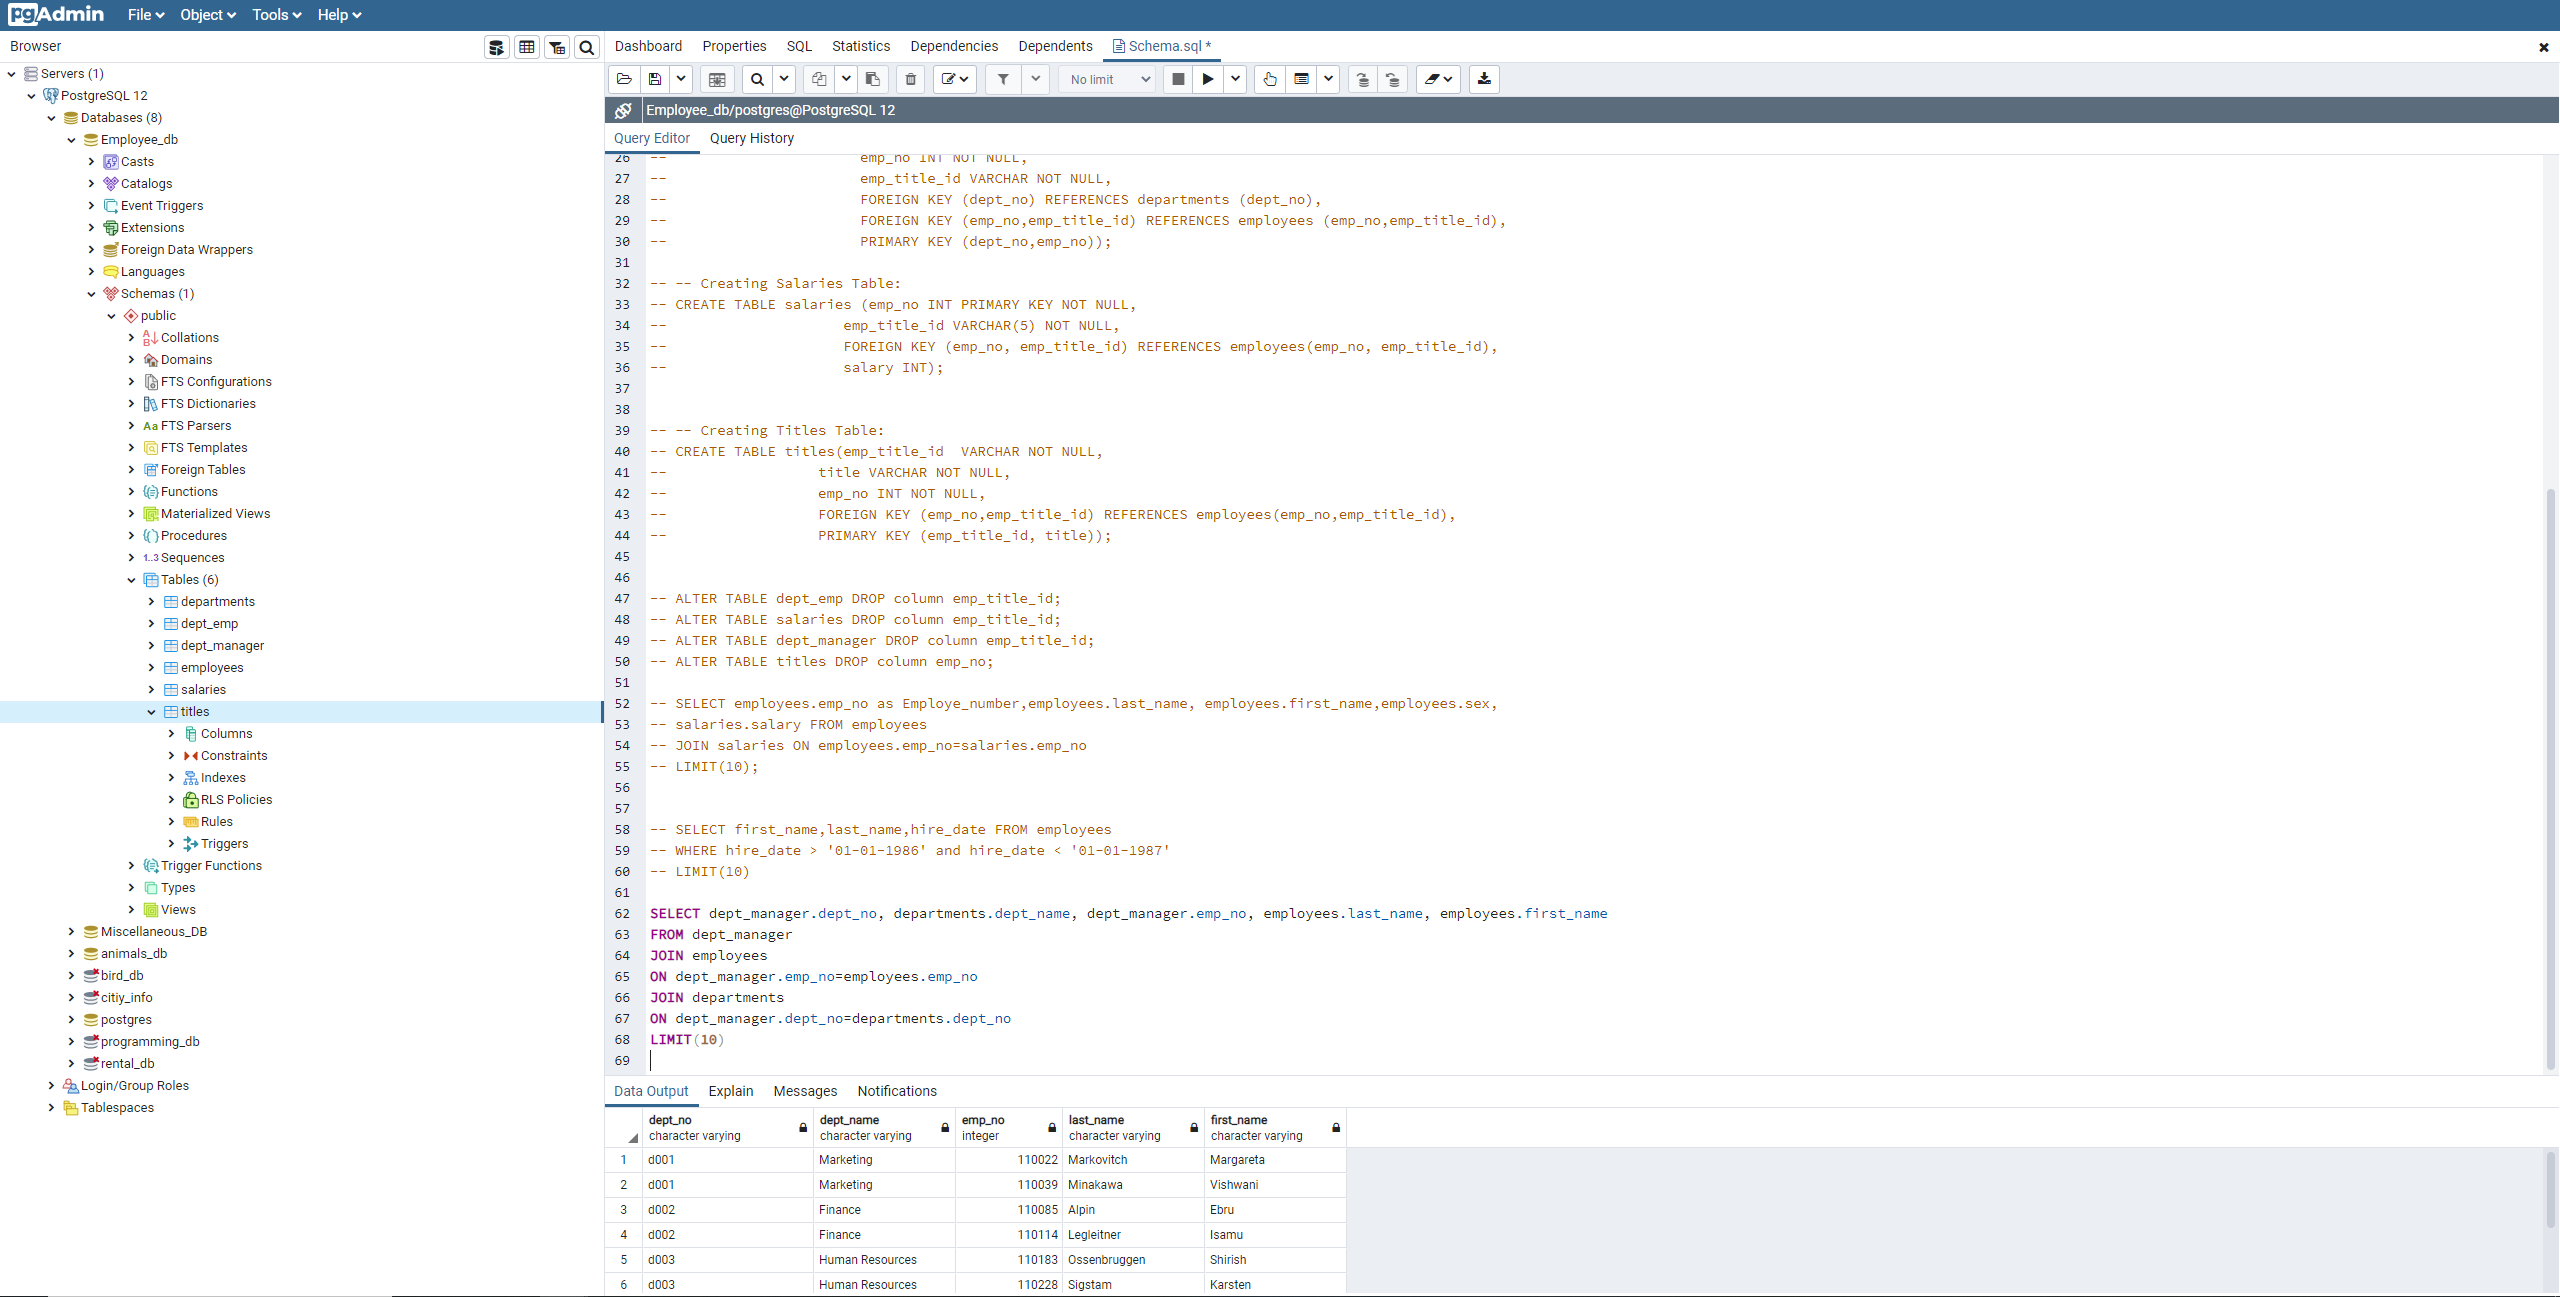 pgAdmin File Object Tools Help
Browser
Servers (1)
PostgreSQL 12
Databases (8)
Employee_db
Casts
Catalogs
Event Triggers
Extensions
Foreign Data Wrappers
Languages
Schemas (1)
public
Collations
Domains
FTS Configurations
FTS Dictionaries
Aa FTS Parsers
FTS Templates
Foreign Tables
Functions
Materialized Views
Procedures
1..3 Sequences
Tables (6)
departments
dept_emp
dept_manager
employees
salaries
titles
Columns
Constraints
Indexes
RLS Policies
Rules
Triggers
Trigger Functions
Types
Views
Miscellaneous_DB
animals_db
bird_db
citiy_info
postgres
programming_db
rental_db
Login/Group Roles
Tablespaces
Dashboard Properties SQL Statistics Dependencies Dependents Schema.sql *
No limit
Employee_db/postgres@PostgreSQL 12
Query Editor Query History
26 -- emp_no INT NOT NULL,
27 -- emp_title_id VARCHAR NOT NULL,
28 -- FOREIGN KEY (dept_no) REFERENCES departments (dept_no),
29 -- FOREIGN KEY (emp_no,emp_title_id) REFERENCES employees (emp_no,emp_title_id),
30 -- PRIMARY KEY (dept_no,emp_no));
31
32 -- -- Creating Salaries Table:
33 -- CREATE TABLE salaries (emp_no INT PRIMARY KEY NOT NULL,
34 -- emp_title_id VARCHAR(5) NOT NULL,
35 -- FOREIGN KEY (emp_no, emp_title_id) REFERENCES employees(emp_no, emp_title_id),
36 -- salary INT);
37
38
39 -- -- Creating Titles Table:
40 -- CREATE TABLE titles(emp_title_id  VARCHAR NOT NULL,
41 -- title VARCHAR NOT NULL,
42 -- emp_no INT NOT NULL,
43 -- FOREIGN KEY (emp_no,emp_title_id) REFERENCES employees(emp_no,emp_title_id),
44 -- PRIMARY KEY (emp_title_id, title));
45
46
47 -- ALTER TABLE dept_emp DROP column emp_title_id;
48 -- ALTER TABLE salaries DROP column emp_title_id;
49 -- ALTER TABLE dept_manager DROP column emp_title_id;
50 -- ALTER TABLE titles DROP column emp_no;
51
52 -- SELECT employees.emp_no as Employe_number,employees.last_name, employees.first_name,employees.sex,
53 -- salaries.salary FROM employees
54 -- JOIN salaries ON employees.emp_no=salaries.emp_no
55 -- LIMIT(10);
56
57
58 -- SELECT first_name,last_name,hire_date FROM employees
59 -- WHERE hire_date > '01-01-1986' and hire_date < '01-01-1987'
60 -- LIMIT(10)
61
62 SELECT dept_manager.dept_no, departments.dept_name, dept_manager.emp_no, employees.last_name, employees.first_name
63 FROM dept_manager
64 JOIN employees
65 ON dept_manager.emp_no=employees.emp_no
66 JOIN departments
67 ON dept_manager.dept_no=departments.dept_no
68 LIMIT(10)
69
Data Output Explain Messages Notifications
dept_no dept_name emp_no last_name first_name
character varying character varying integer character varying character varying
1 d001 Marketing 110022 Markovitch Margareta
2 d001 Marketing 110039 Minakawa Vishwani
3 d002 Finance 110085 Alpin Ebru
4 d002 Finance 110114 Legleitner Isamu
5 d003 Human Resources 110183 Ossenbruggen Shirish
6 d003 Human Resources 110228 Sigstam Karsten